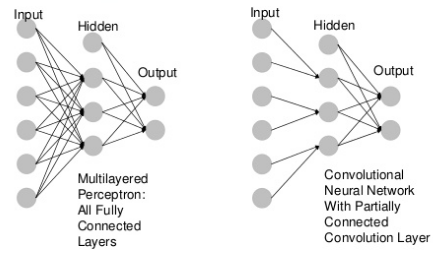 Input
Hidden
Output
Multilayered
Perceptron:
All Fully
Connected
Layers
Input
Hidden
Output
Convolutional
Neural Network
With Partially
Connected
Convolution Layer